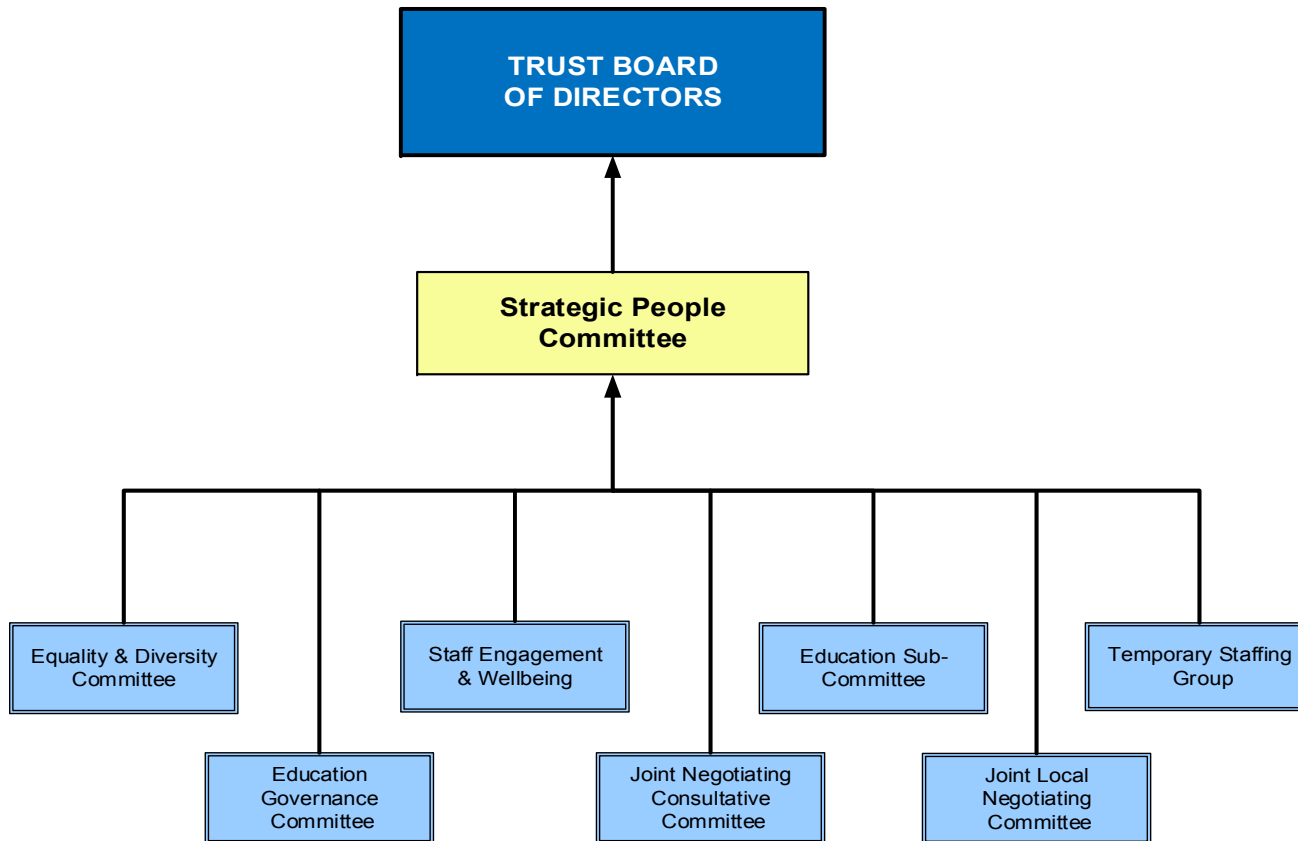 TRUST BOARD
OF DIRECTORS
Strategic People
Committee
Equality & Diversity
Committee
Staff Engagement
& Wellbeing
Education Sub-
Committee
Temporary Staffing
Group
Education
Governance
Committee
Joint Negotiating
Consultative
Committee
Joint Local
Negotiating
Committee